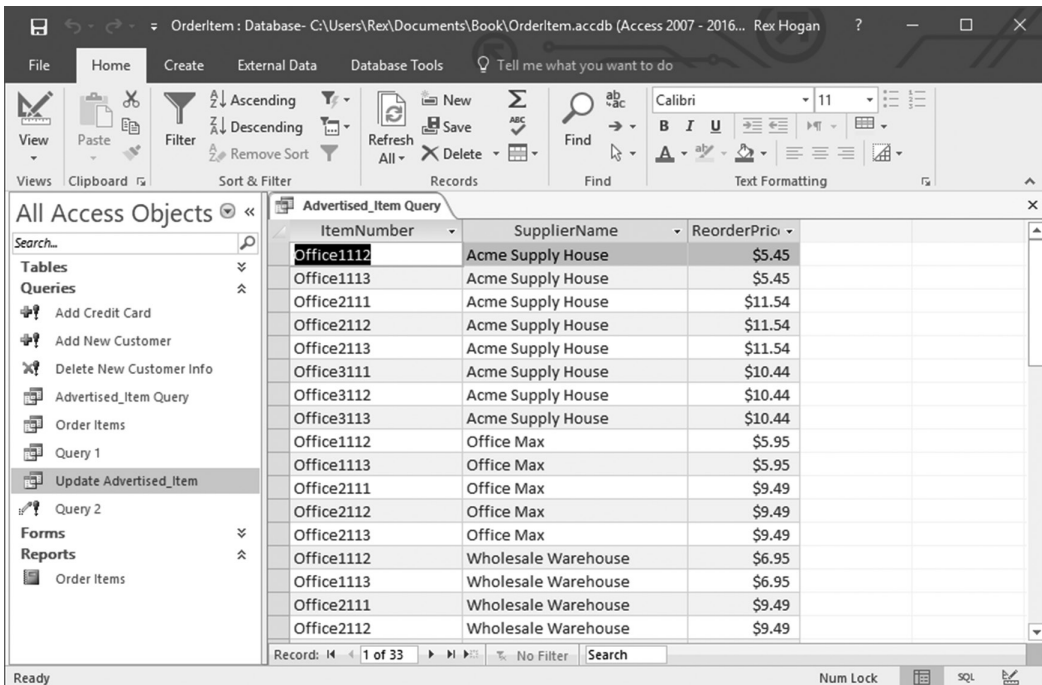 OrderItem : Database- C:\Users\Rex\Documents\Book\OrderItem.accdb (Access 2007 - 2016... Rex Hogan ?
File Home Create External Data Database Tools Tell me what you want to do
View
Paste
Filter
Ascending
Descending
Remove Sort
Refresh
All
New
Save
Delete
ABC
Find
ab
ac
Calibri 11
B I U
A ab A
Views Clipboard Sort & Filter Records Find Text Formatting
All Access Objects «
Search...
Tables
Queries
Add Credit Card
Add New Customer
Delete New Customer Info
Advertised_Item Query
Order Items
Query 1
Update Advertised_Item
Query 2
Forms
Reports
Order Items
Advertised_Item Query
ItemNumber SupplierName ReorderPric
Office1112 Acme Supply House $5.45
Office1113 Acme Supply House $5.45
Office2111 Acme Supply House $11.54
Office2112 Acme Supply House $11.54
Office2113 Acme Supply House $11.54
Office3111 Acme Supply House $10.44
Office3112 Acme Supply House $10.44
Office3113 Acme Supply House $10.44
Office1112 Office Max $5.95
Office1113 Office Max $5.95
Office2111 Office Max $9.49
Office2112 Office Max $9.49
Office2113 Office Max $9.49
Office1112 Wholesale Warehouse $6.95
Office1113 Wholesale Warehouse $6.95
Office2111 Wholesale Warehouse $9.49
Office2112 Wholesale Warehouse $9.49
Record: 1 of 33 No Filter Search
Ready Num Lock SQL